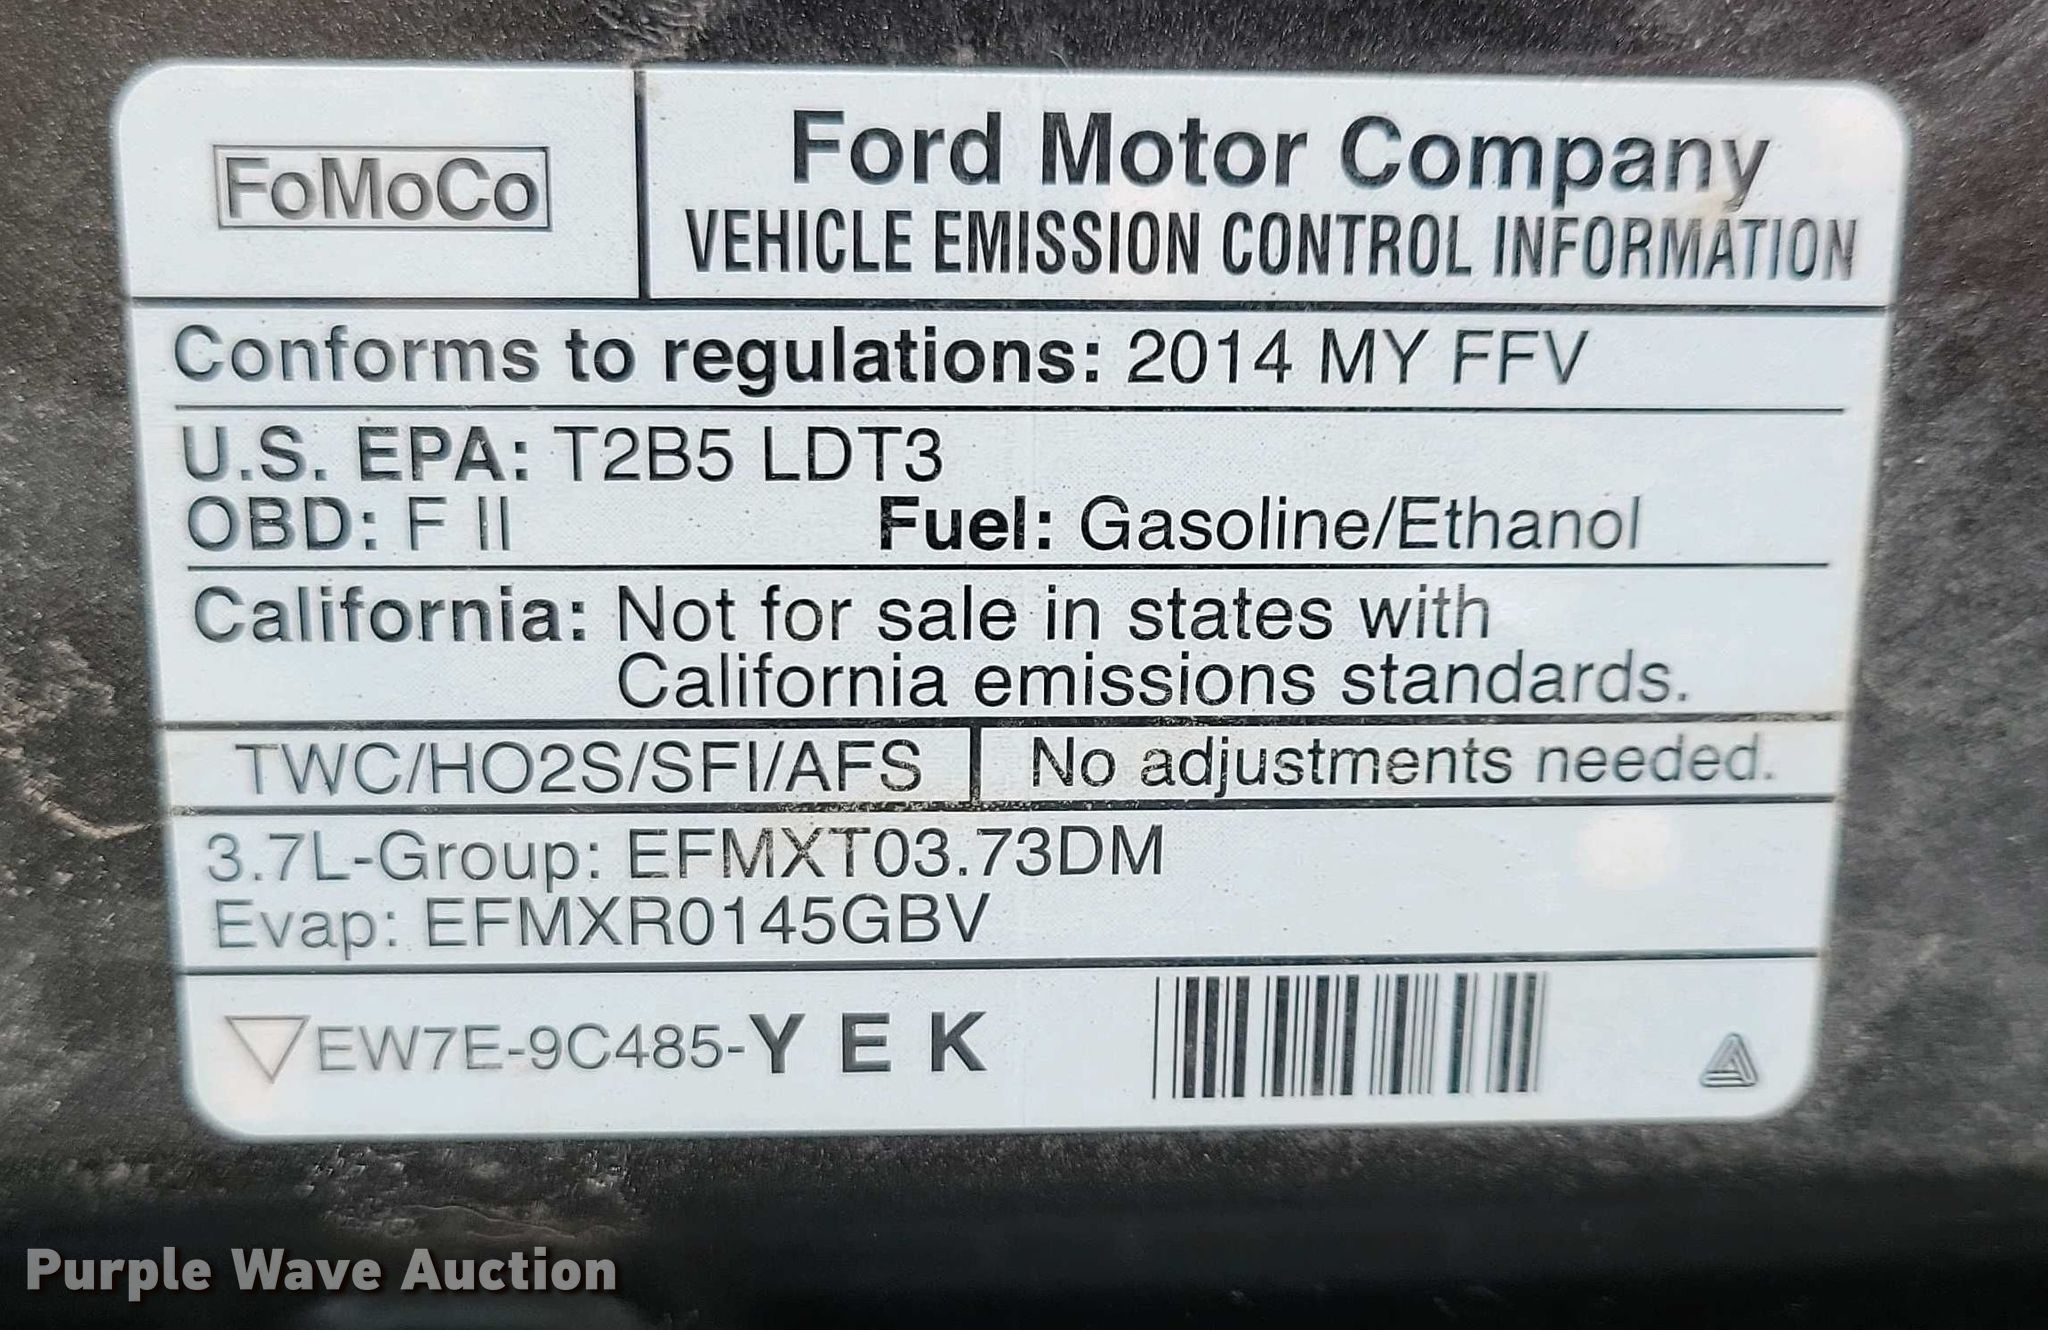 FoMoCo
Ford Motor Company
VEHICLE EMISSION CONTROL INFORMATION
Conforms to regulations: 2014 MY FFV
U.S. EPA: T2B5 LDT3
OBD: F II Fuel: Gasoline/Ethanol
California: Not for sale in states with
California emissions standards.
TWC/HO2S/SFI/AFS No adjustments needed.
3.7L-Group: EFMXT03.73DM
Evap: EFMXR0145GBV
EW7E-9C485-Y E K
Purple Wave Auction